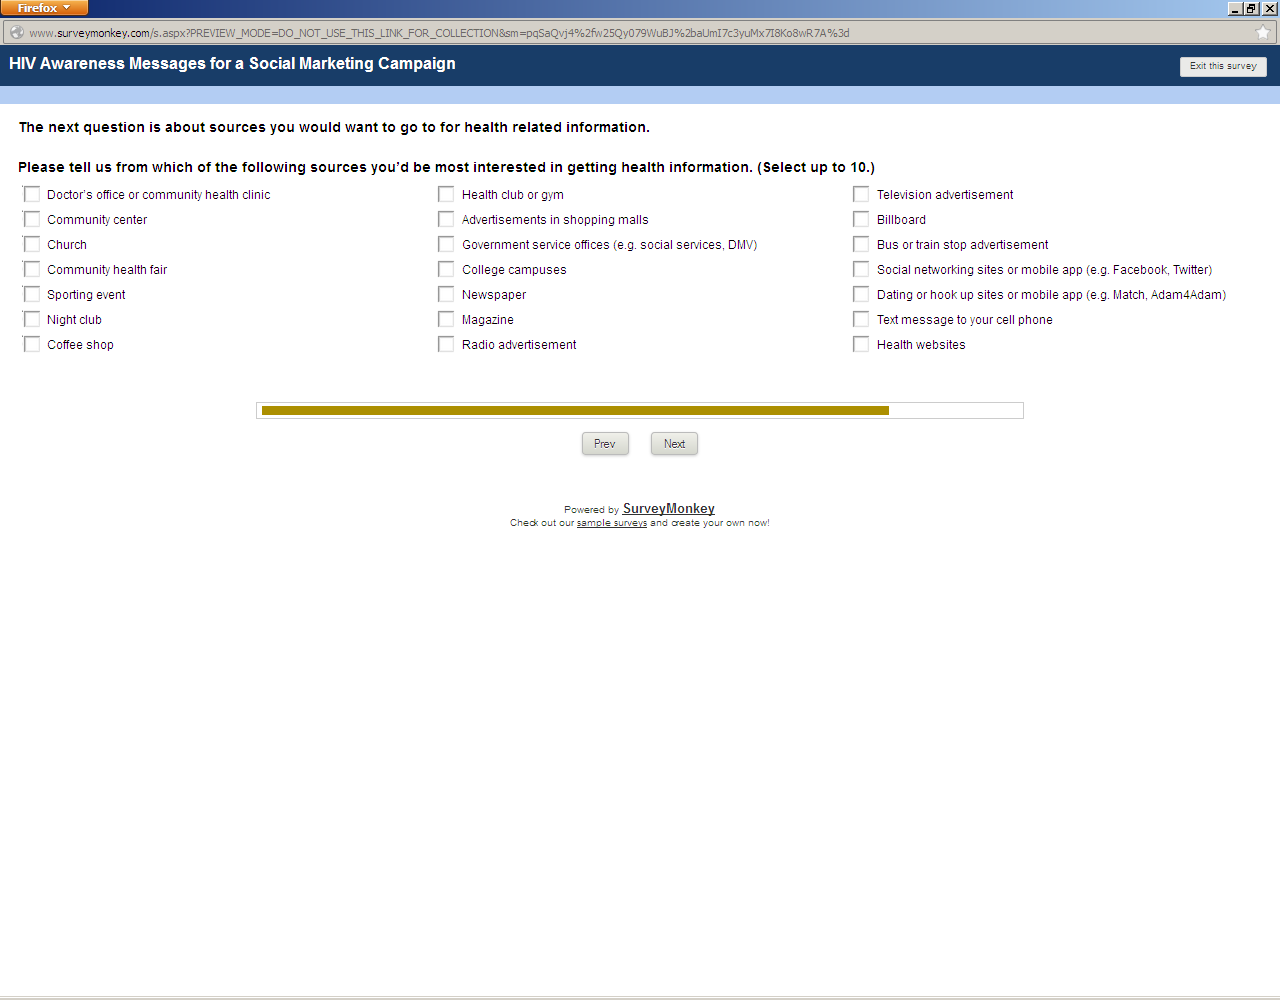 Firefox
www.surveymonkey.com/s.aspx?PREVIEW_MODE=DO_NOT_USE_THIS_LINK_FOR_COLLECTION&sm=pqSaQvj4%2fw25Qy079WuBJ%2baUmI7c3yuMx7I8Ko8wR7A%3d
HIV Awareness Messages for a Social Marketing Campaign
Exit this survey
The next question is about sources you would want to go to for health related information.
Please tell us from which of the following sources you'd be most interested in getting health information. (Select up to 10.)
Doctor's office or community health clinic
Community center
Church
Community health fair
Sporting event
Night club
Coffee shop
Health club or gym
Advertisements in shopping malls
Government service offices (e.g. social services, DMV)
College campuses
Newspaper
Magazine
Radio advertisement
Television advertisement
Billboard
Bus or train stop advertisement
Social networking sites or mobile app (e.g. Facebook, Twitter)
Dating or hook up sites or mobile app (e.g. Match, Adam4Adam)
Text message to your cell phone
Health websites
Prev
Next
Powered by SurveyMonkey
Check out our sample surveys and create your own now!